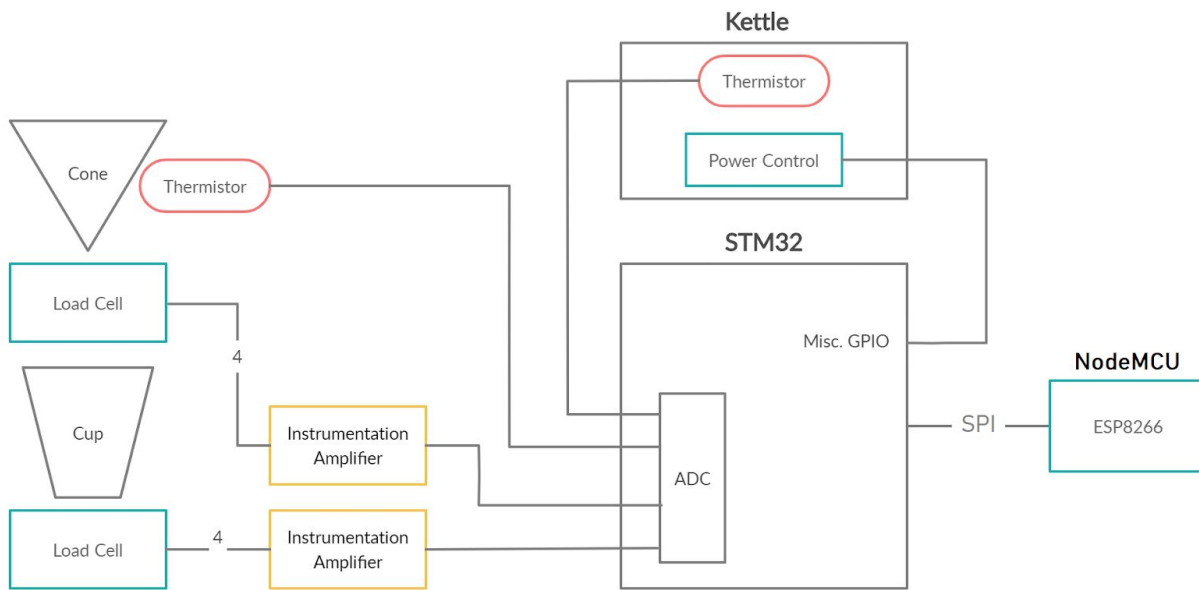 Kettle
Thermistor
Power Control
Cone
Thermistor
STM32
Load Cell
Misc. GPIO
4
NodeMCU
Cup
Instrumentation
Amplifier
SPI
ESP8266
ADC
Load Cell
4
Instrumentation
Amplifier